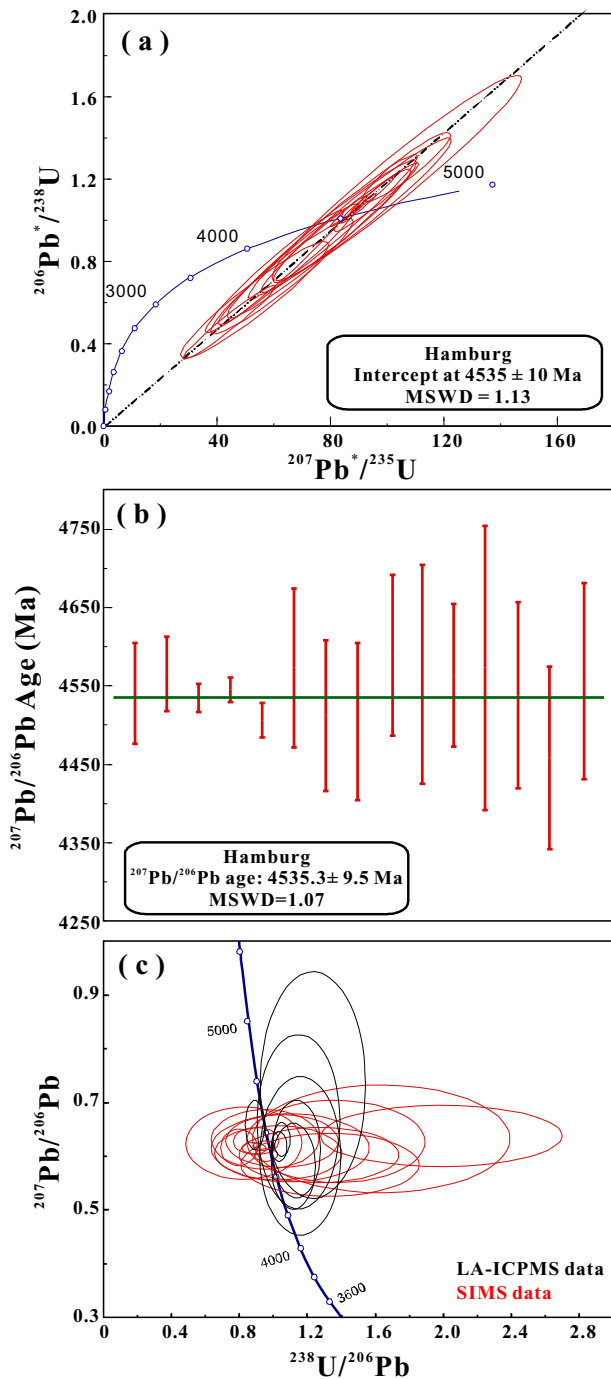 ( a )
2.0
1.6
1.2
0.8
0.4
0.0
²⁰⁶Pb*/²³⁸U
5000
4000
3000
Hamburg
Intercept at 4535 ± 10 Ma
MSWD = 1.13
0
40
80
120
160
²⁰⁷Pb*/²³⁵U
( b )
4750
4650
4550
4450
4350
4250
²⁰⁷Pb/²⁰⁶Pb Age (Ma)
Hamburg
²⁰⁷Pb/²⁰⁶Pb age: 4535.3± 9.5 Ma
MSWD=1.07
( c )
0.9
0.7
0.5
0.3
²⁰⁷Pb/²⁰⁶Pb
5000
4000
3600
LA-ICPMS data
SIMS data
0
0.4
0.8
1.2
1.6
2.0
2.4
2.8
²³⁸U/²⁰⁶Pb